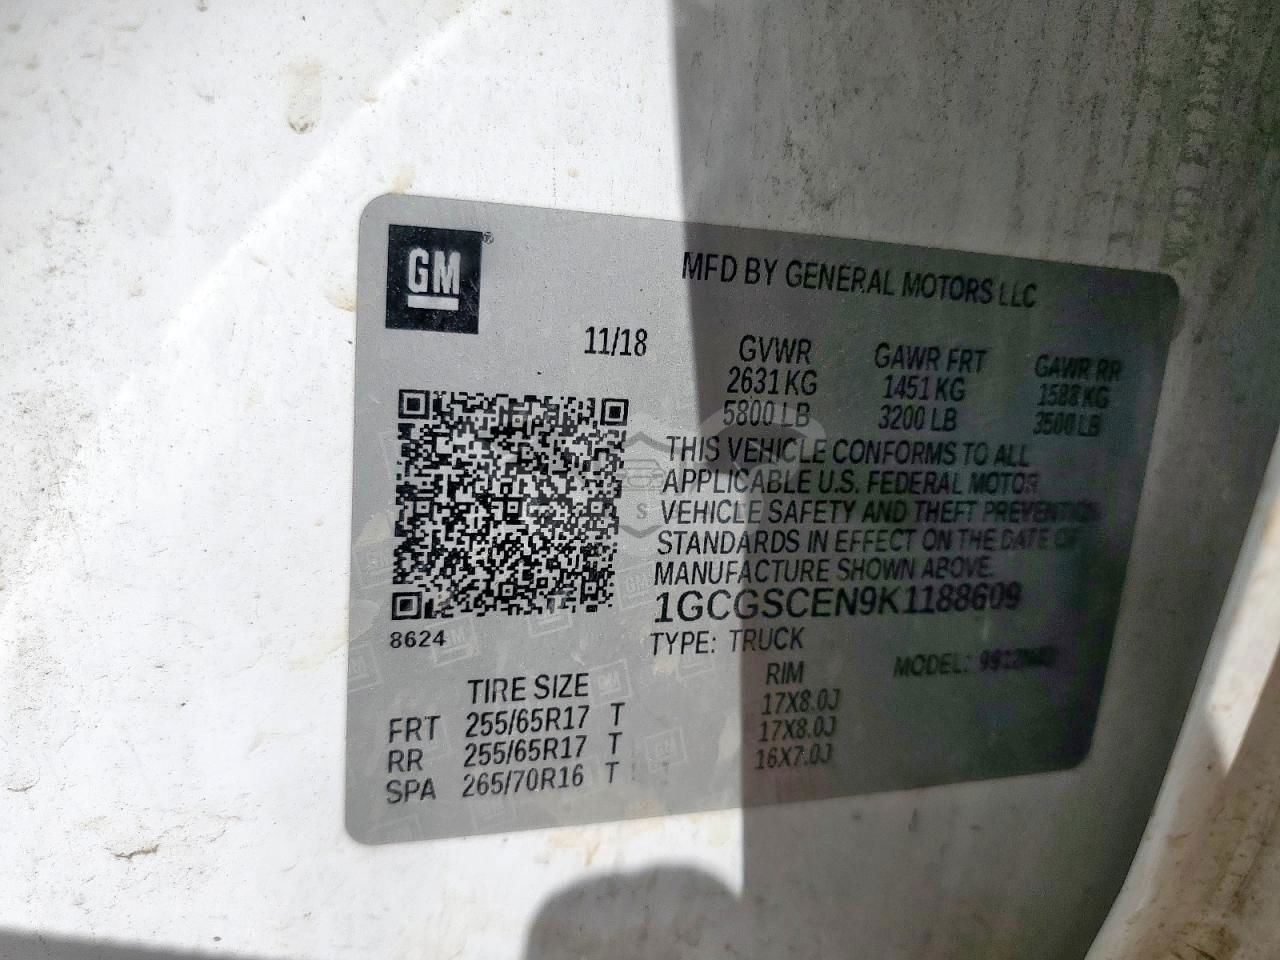 GM ®
MFD BY GENERAL MOTORS LLC
11/18
GVWR GAWR FRT GAWR RR
2631 KG 1451 KG 1588 KG
5800 LB 3200 LB 3500 LB
THIS VEHICLE CONFORMS TO ALL
APPLICABLE U.S. FEDERAL MOTOR
VEHICLE SAFETY AND THEFT PREVENTION
STANDARDS IN EFFECT ON THE DATE OF
MANUFACTURE SHOWN ABOVE.
1GCGSCEN9K1188609
8624
TYPE: TRUCK MODEL:
TIRE SIZE RIM
FRT 255/65R17 T 17X8.0J
RR 255/65R17 T 17X8.0J
SPA 265/70R16 T 16X7.0J